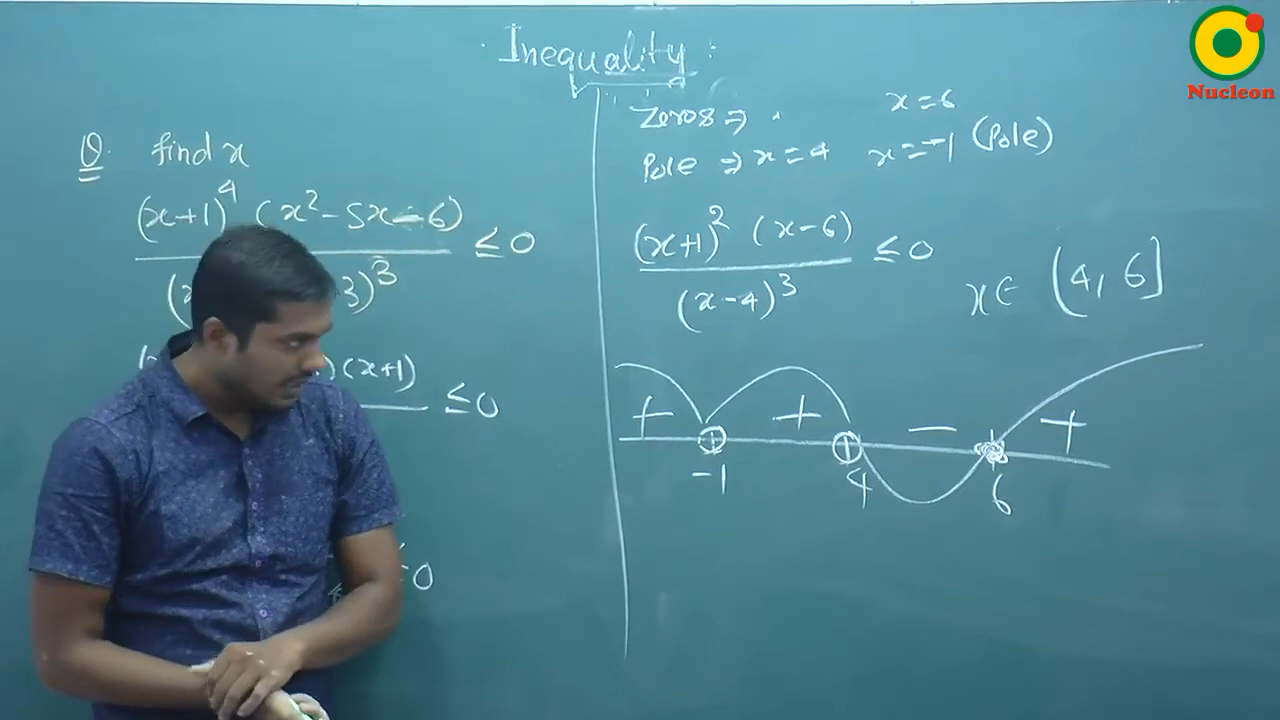 Inequality :
Q. find x
(x+1)⁴ (x²-5x-6)
≤ 0
3)³
)(x+1)
≤ 0
≤0
Zeros ⇒ x=6
Pole ⇒ x=4 x=-1 (Pole)
(x+1)² (x-6)
≤ 0
(x-4)³
x∈ (4, 6]
+ + - +
-1 4 6
Nucleon